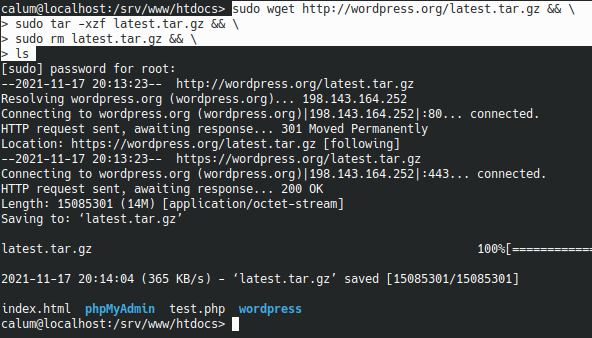 calum@localhost:/srv/www/htdocs> sudo wget http://wordpress.org/latest.tar.gz && \
> sudo tar -xzf latest.tar.gz && \
> sudo rm latest.tar.gz && \
> ls
[sudo] password for root:
--2021-11-17 20:13:23--  http://wordpress.org/latest.tar.gz
Resolving wordpress.org (wordpress.org)... 198.143.164.252
Connecting to wordpress.org (wordpress.org)|198.143.164.252|:80... connected.
HTTP request sent, awaiting response... 301 Moved Permanently
Location: https://wordpress.org/latest.tar.gz [following]
--2021-11-17 20:13:23--  https://wordpress.org/latest.tar.gz
Connecting to wordpress.org (wordpress.org)|198.143.164.252|:443... connected.
HTTP request sent, awaiting response... 200 OK
Length: 15085301 (14M) [application/octet-stream]
Saving to: ‘latest.tar.gz’
latest.tar.gz 100%[============
2021-11-17 20:14:04 (365 KB/s) - ‘latest.tar.gz’ saved [15085301/15085301]
index.html  phpMyAdmin  test.php  wordpress
calum@localhost:/srv/www/htdocs>